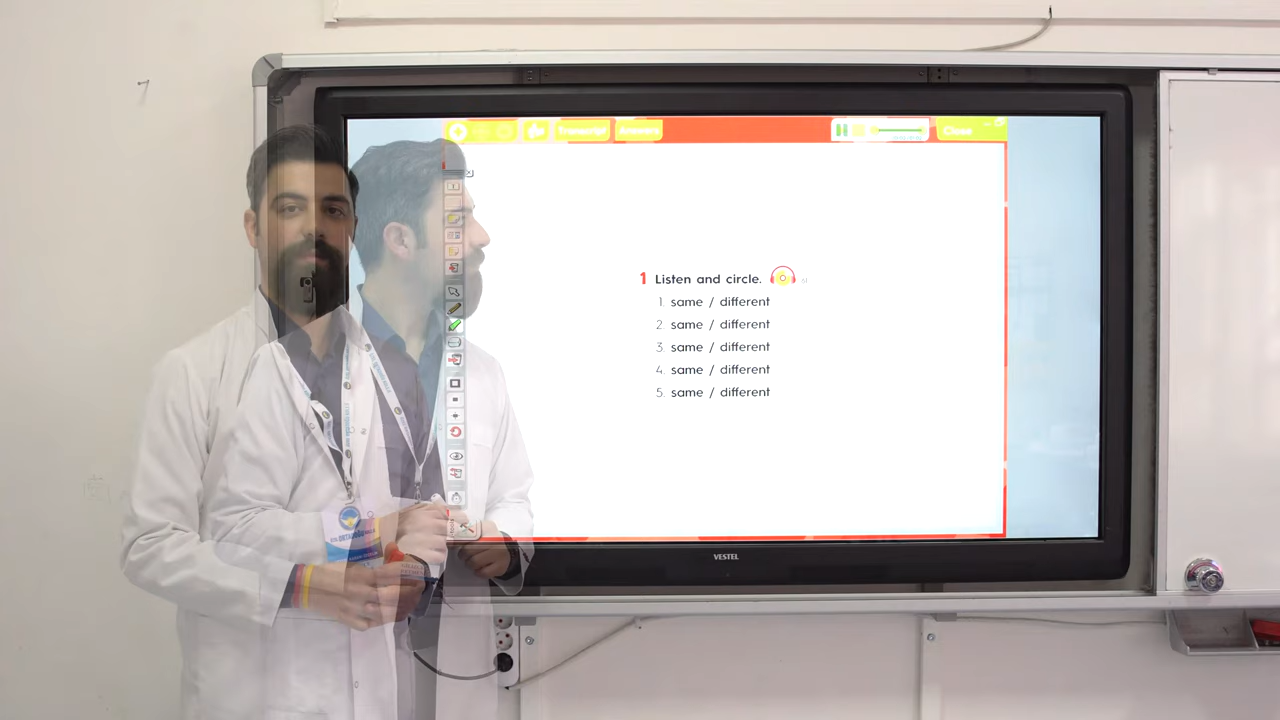 Transcript Answers Close
1 Listen and circle. 61
1. same / different
2. same / different
3. same / different
4. same / different
5. same / different
VESTEL